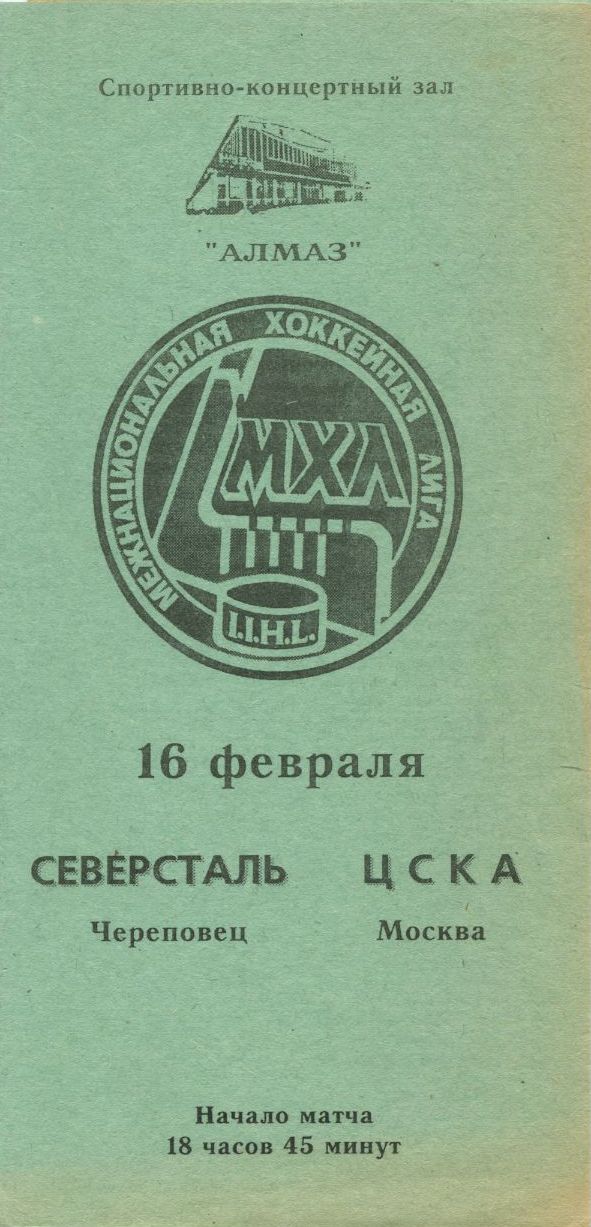 Спортивно-концертный зал
"АЛМАЗ"
МЕЖНАЦИОНАЛЬНАЯ ХОККЕЙНАЯ ЛИГА
МХЛ
I.I.H.L.
16 февраля
СЕВЕРСТАЛЬ ЦСКА
Череповец Москва
Начало матча
18 часов 45 минут